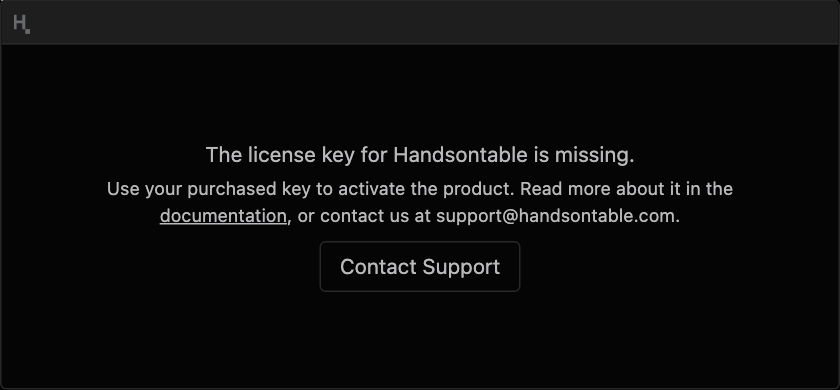 H.
The license key for Handsontable is missing.
Use your purchased key to activate the product. Read more about it in the
documentation, or contact us at support@handsontable.com.
Contact Support